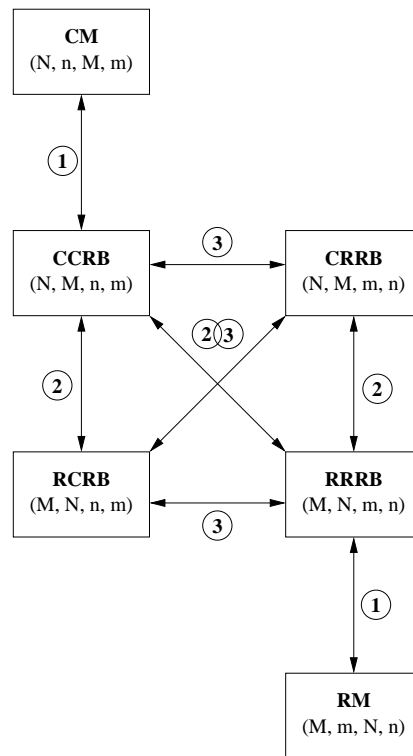 CM
(N, n, M, m)
1
3
CCRB
(N, M, n, m)
CRRB
(N, M, m, n)
2 3
2
2
RCRB
(M, N, n, m)
RRRB
(M, N, m, n)
3
1
RM
(M, m, N, n)